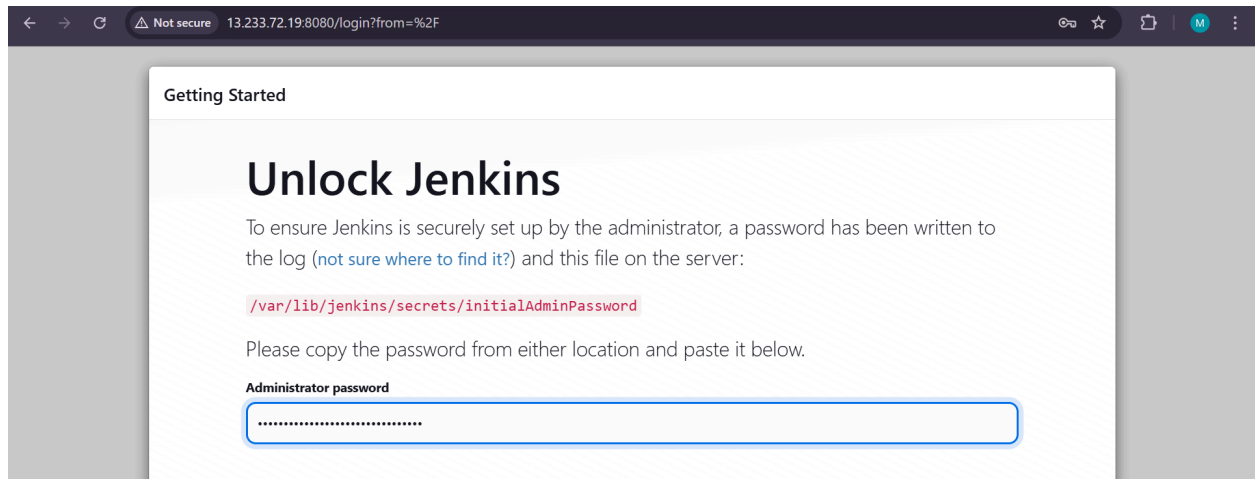 Not secure 13.233.72.19:8080/login?from=%2F
M
Getting Started
Unlock Jenkins
To ensure Jenkins is securely set up by the administrator, a password has been written to
the log (not sure where to find it?) and this file on the server:
/var/lib/jenkins/secrets/initialAdminPassword
Please copy the password from either location and paste it below.
Administrator password
••••••••••••••••••••••••••••••••